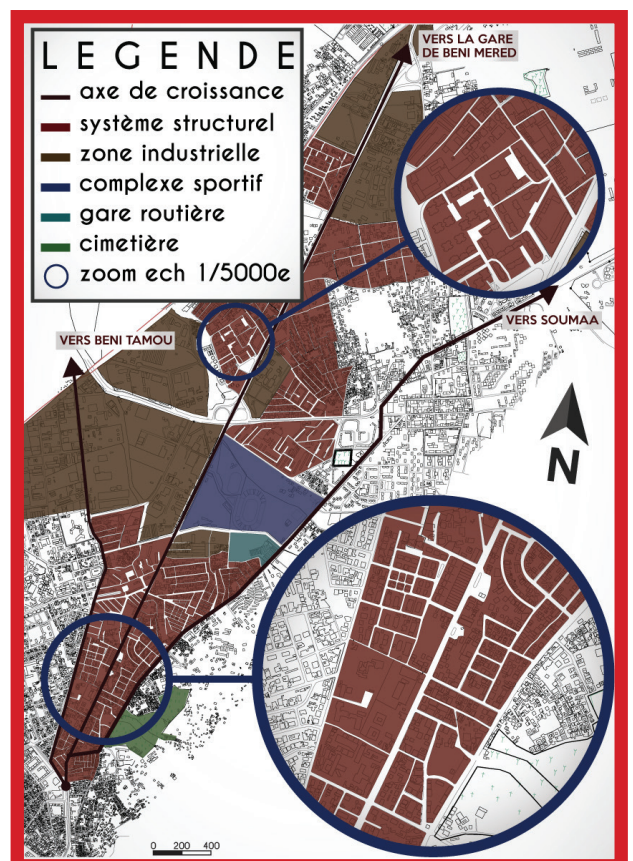 LEGENDE
axe de croissance
système structurel
zone industrielle
complexe sportif
gare routière
cimetière
zoom ech 1/5000e
VERS LA GARE
DE BENI MERED
VERS SOUMAA
VERS BENI TAMOU
N
0 200 400